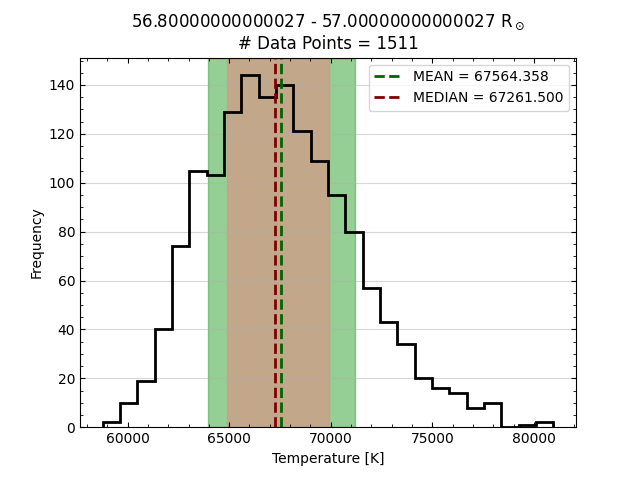 56.80000000000027 - 57.00000000000027 R☉
# Data Points = 1511
MEAN = 67564.358
MEDIAN = 67261.500
Frequency
140
120
100
80
60
40
20
0
60000 65000 70000 75000 80000
Temperature [K]